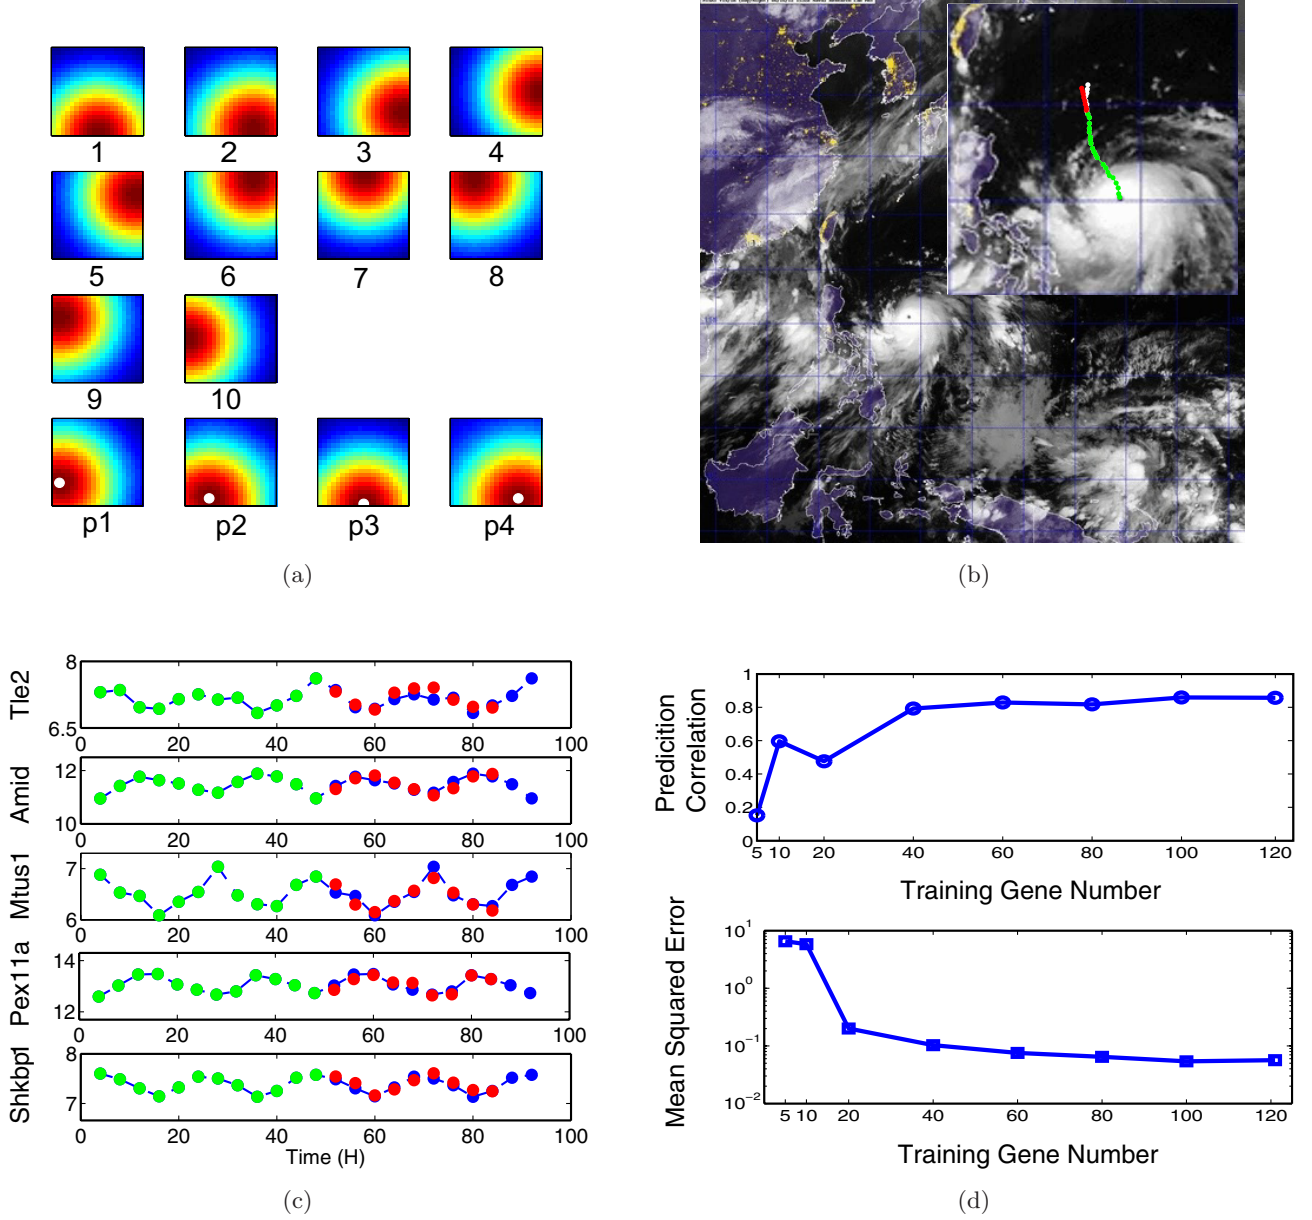 1 2 3 4
5 6 7 8
9 10
p1 p2 p3 p4
(a)
(b)
8
6.5
Tle2
0 20 40 60 80 100
12
10
Amid
0 20 40 60 80 100
7
6
Mtus1
0 20 40 60 80 100
14
12
Pex11a
0 20 40 60 80 100
8
7
Shkbp1
0 20 40 60 80 100
Time (H)
(c)
Predicition
Correlation
1
0.8
0.6
0.4
0.2
0
5 10 20 40 60 80 100 120
Training Gene Number
Mean Squared Error
10^1
10^0
10^-1
10^-2
5 10 20 40 60 80 100 120
Training Gene Number
(d)